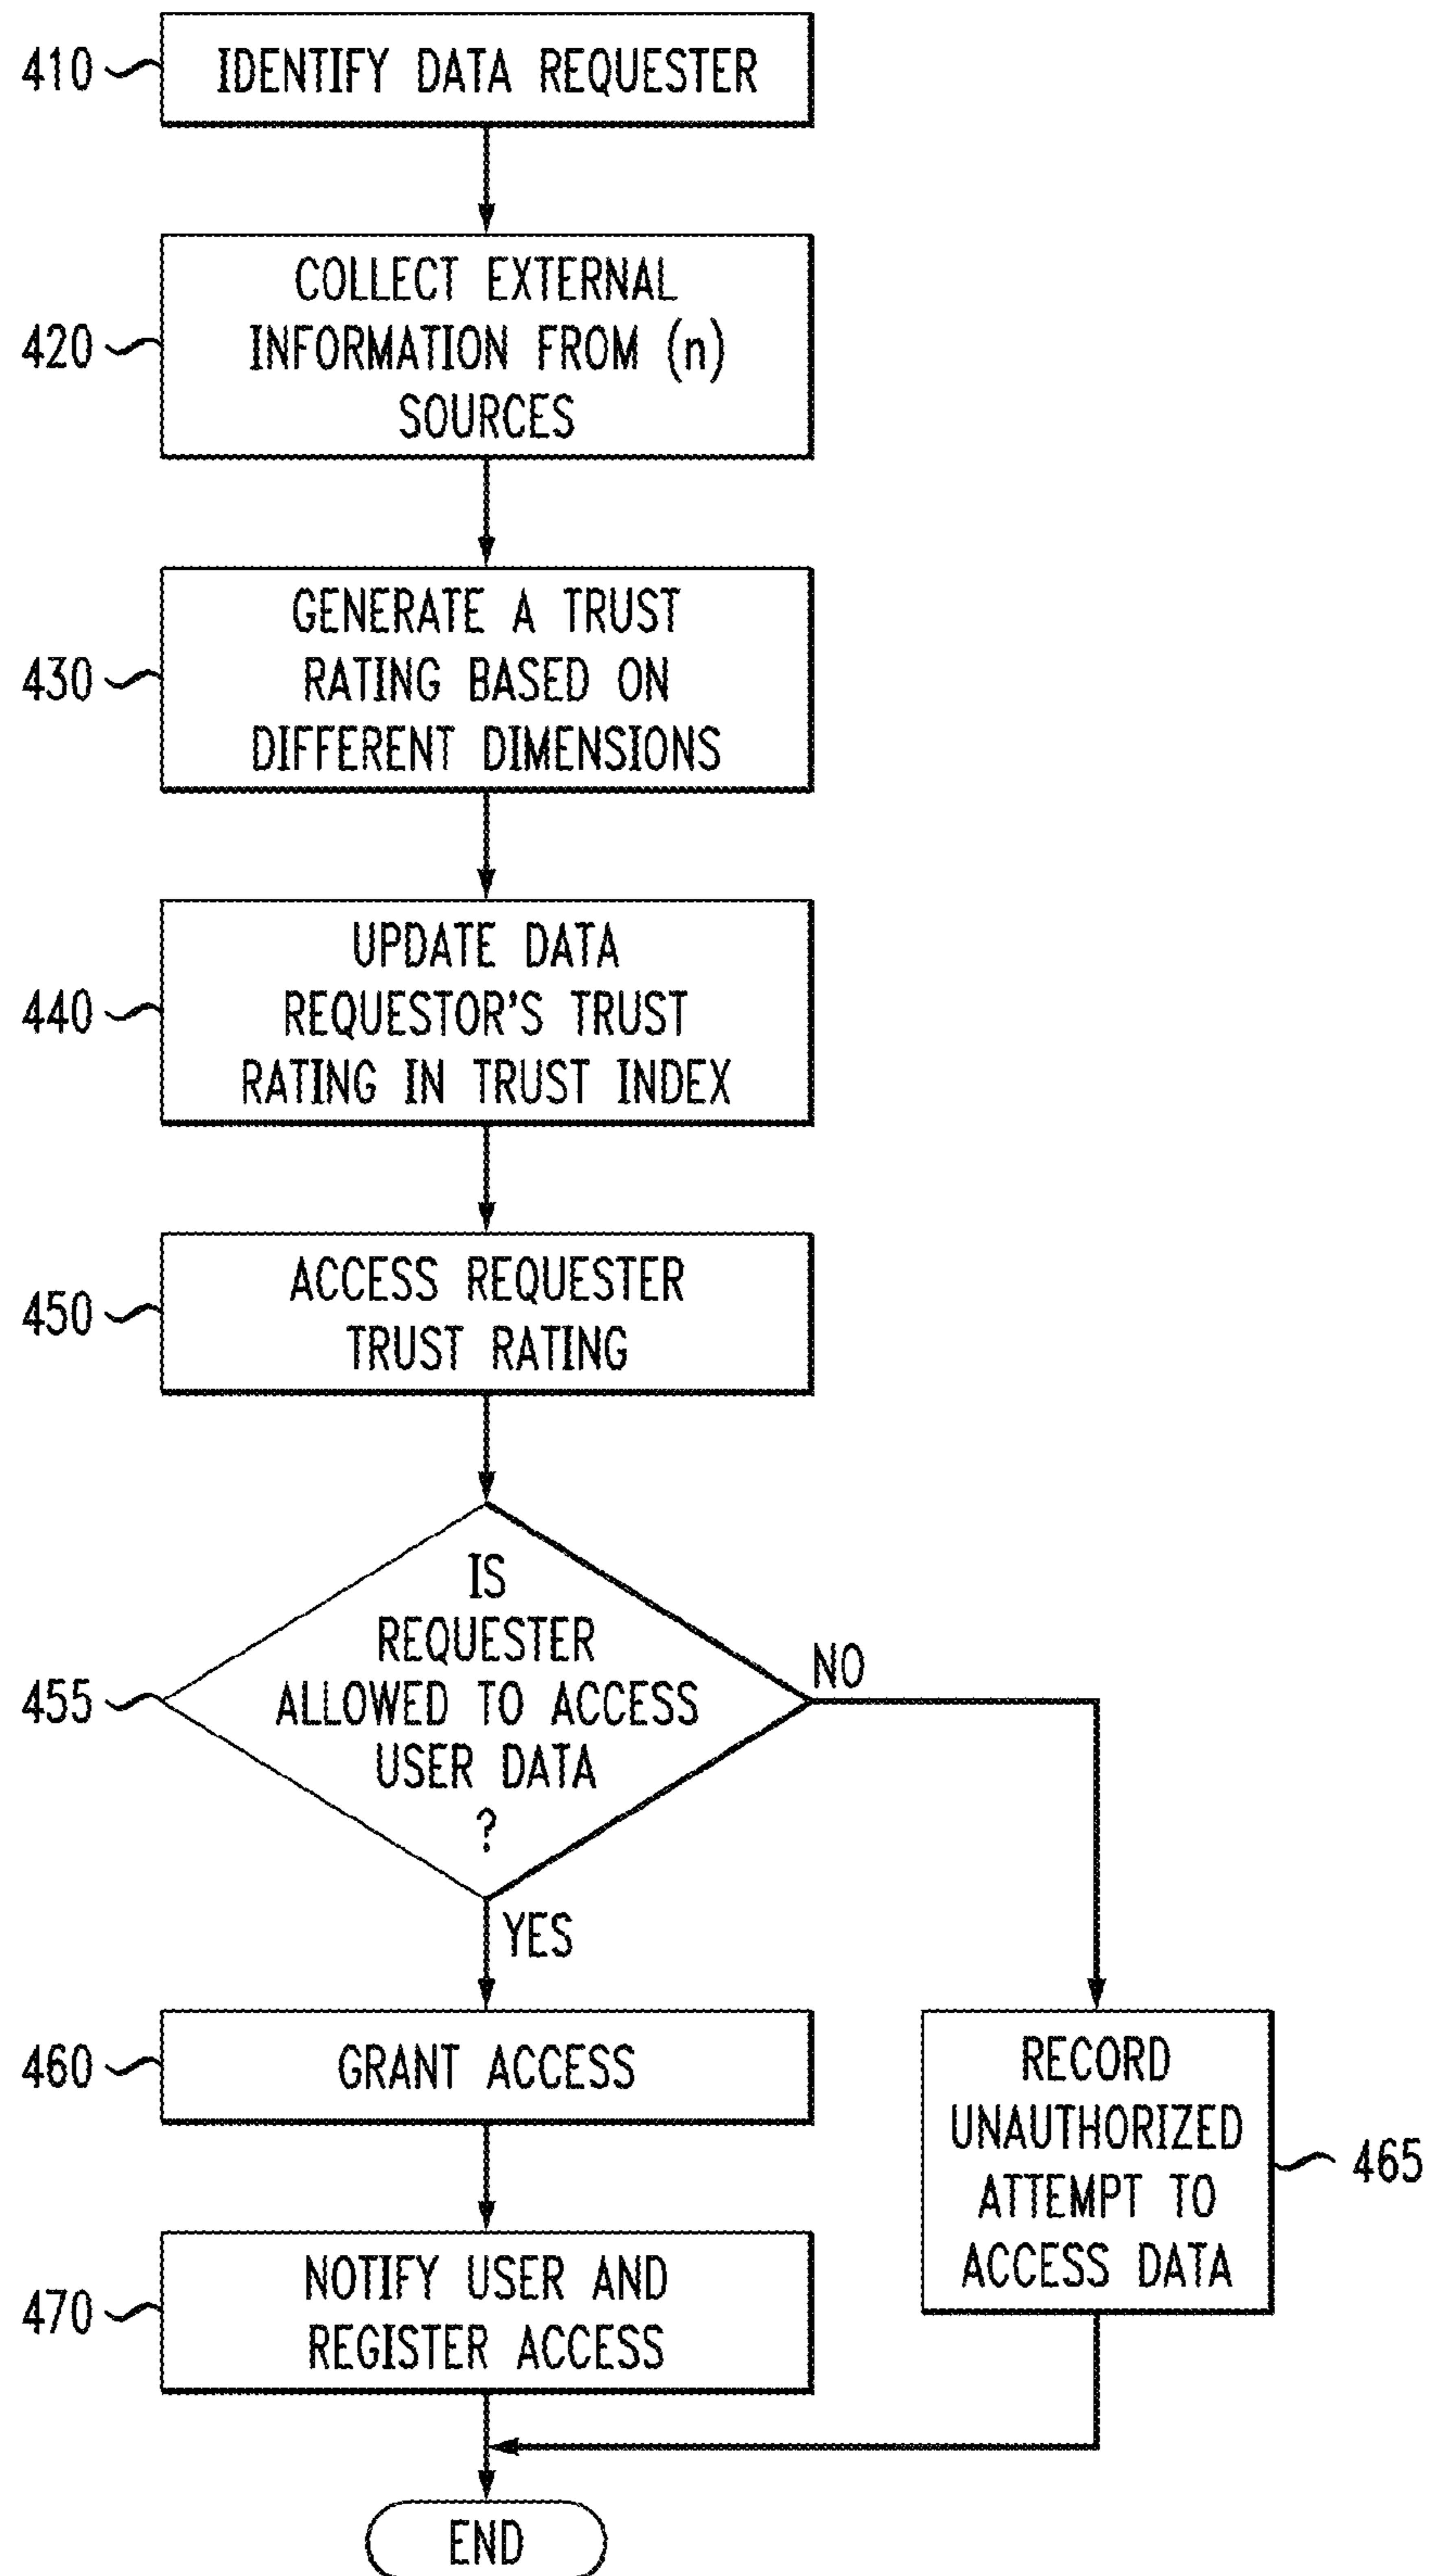 410
IDENTIFY DATA REQUESTER
420
COLLECT EXTERNAL
INFORMATION FROM (n)
SOURCES
430
GENERATE A TRUST
RATING BASED ON
DIFFERENT DIMENSIONS
440
UPDATE DATA
REQUESTOR'S TRUST
RATING IN TRUST INDEX
450
ACCESS REQUESTER
TRUST RATING
455
IS
REQUESTER
ALLOWED TO ACCESS
USER DATA
?
NO
YES
460
GRANT ACCESS
RECORD
UNAUTHORIZED
ATTEMPT TO
ACCESS DATA
465
470
NOTIFY USER AND
REGISTER ACCESS
END